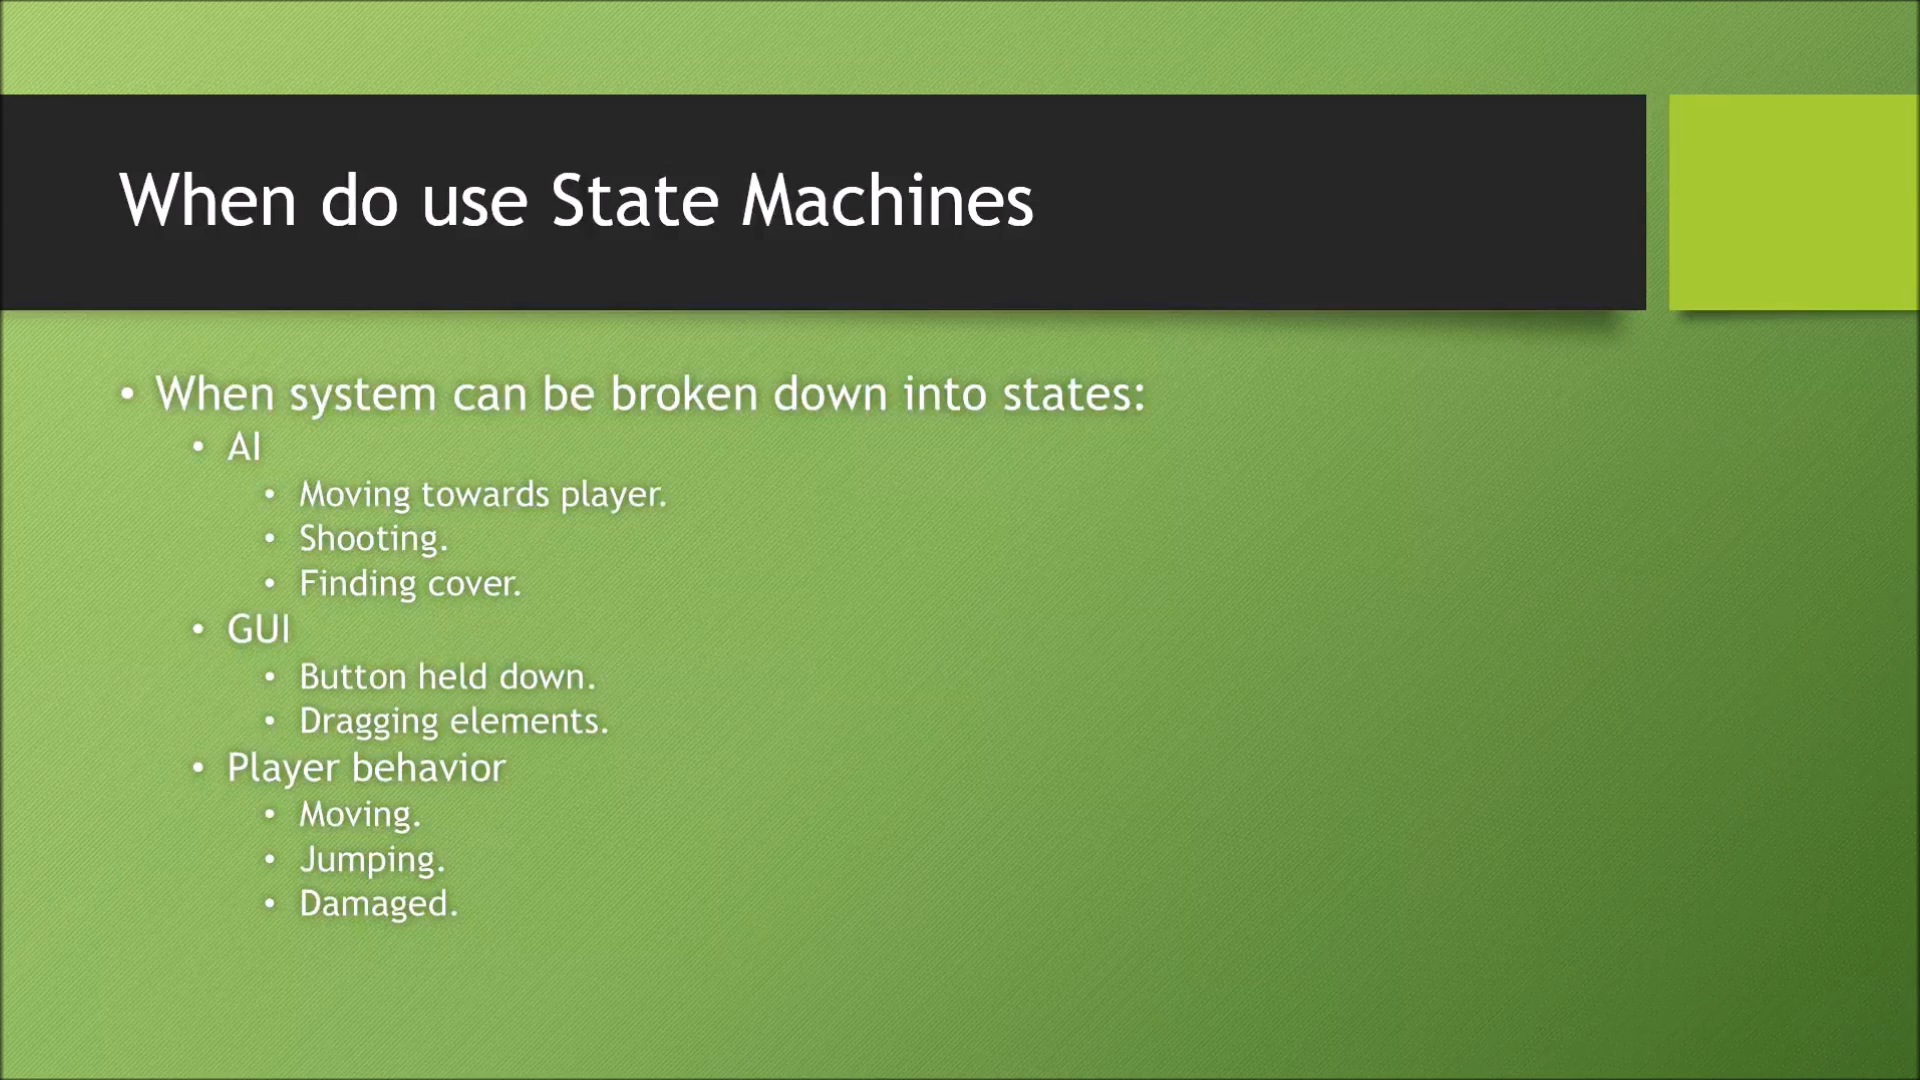 When do use State Machines
• When system can be broken down into states:
• AI
• Moving towards player.
• Shooting.
• Finding cover.
• GUI
• Button held down.
• Dragging elements.
• Player behavior
• Moving.
• Jumping.
• Damaged.